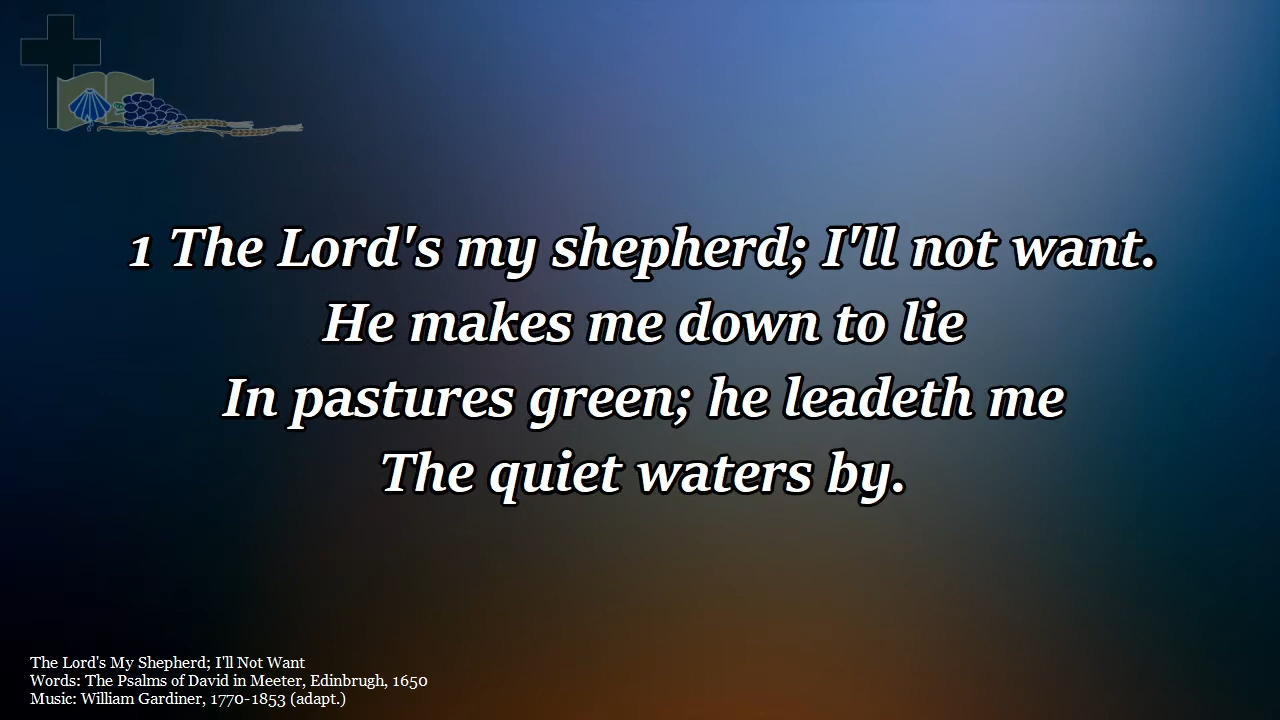 1 The Lord's my shepherd; I'll not want.
He makes me down to lie
In pastures green; he leadeth me
The quiet waters by.
The Lord's My Shepherd; I'll Not Want
Words: The Psalms of David in Meeter, Edinbrugh, 1650
Music: William Gardiner, 1770-1853 (adapt.)